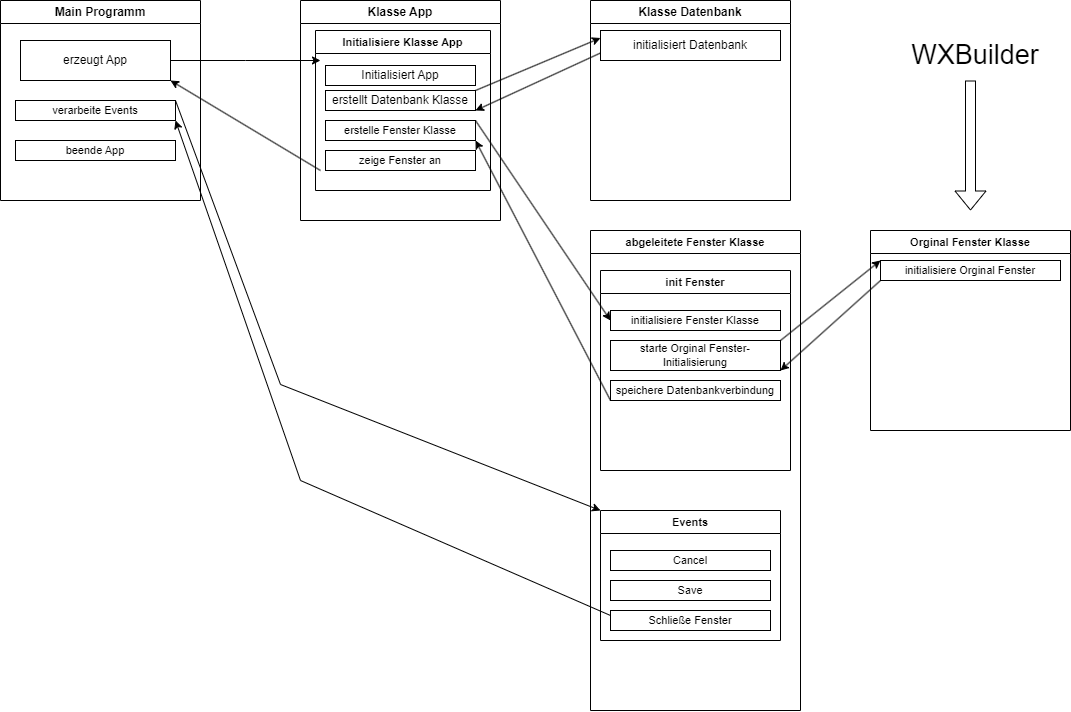 Main Programm
erzeugt App
verarbeite Events
beende App
Klasse App
Initialisiere Klasse App
Initialisiert App
erstellt Datenbank Klasse
erstelle Fenster Klasse
zeige Fenster an
Klasse Datenbank
initialisiert Datenbank
WXBuilder
abgeleitete Fenster Klasse
init Fenster
initialisiere Fenster Klasse
starte Orginal Fenster-
Initialisierung
speichere Datenbankverbindung
Orginal Fenster Klasse
initialisiere Orginal Fenster
Events
Cancel
Save
Schließe Fenster